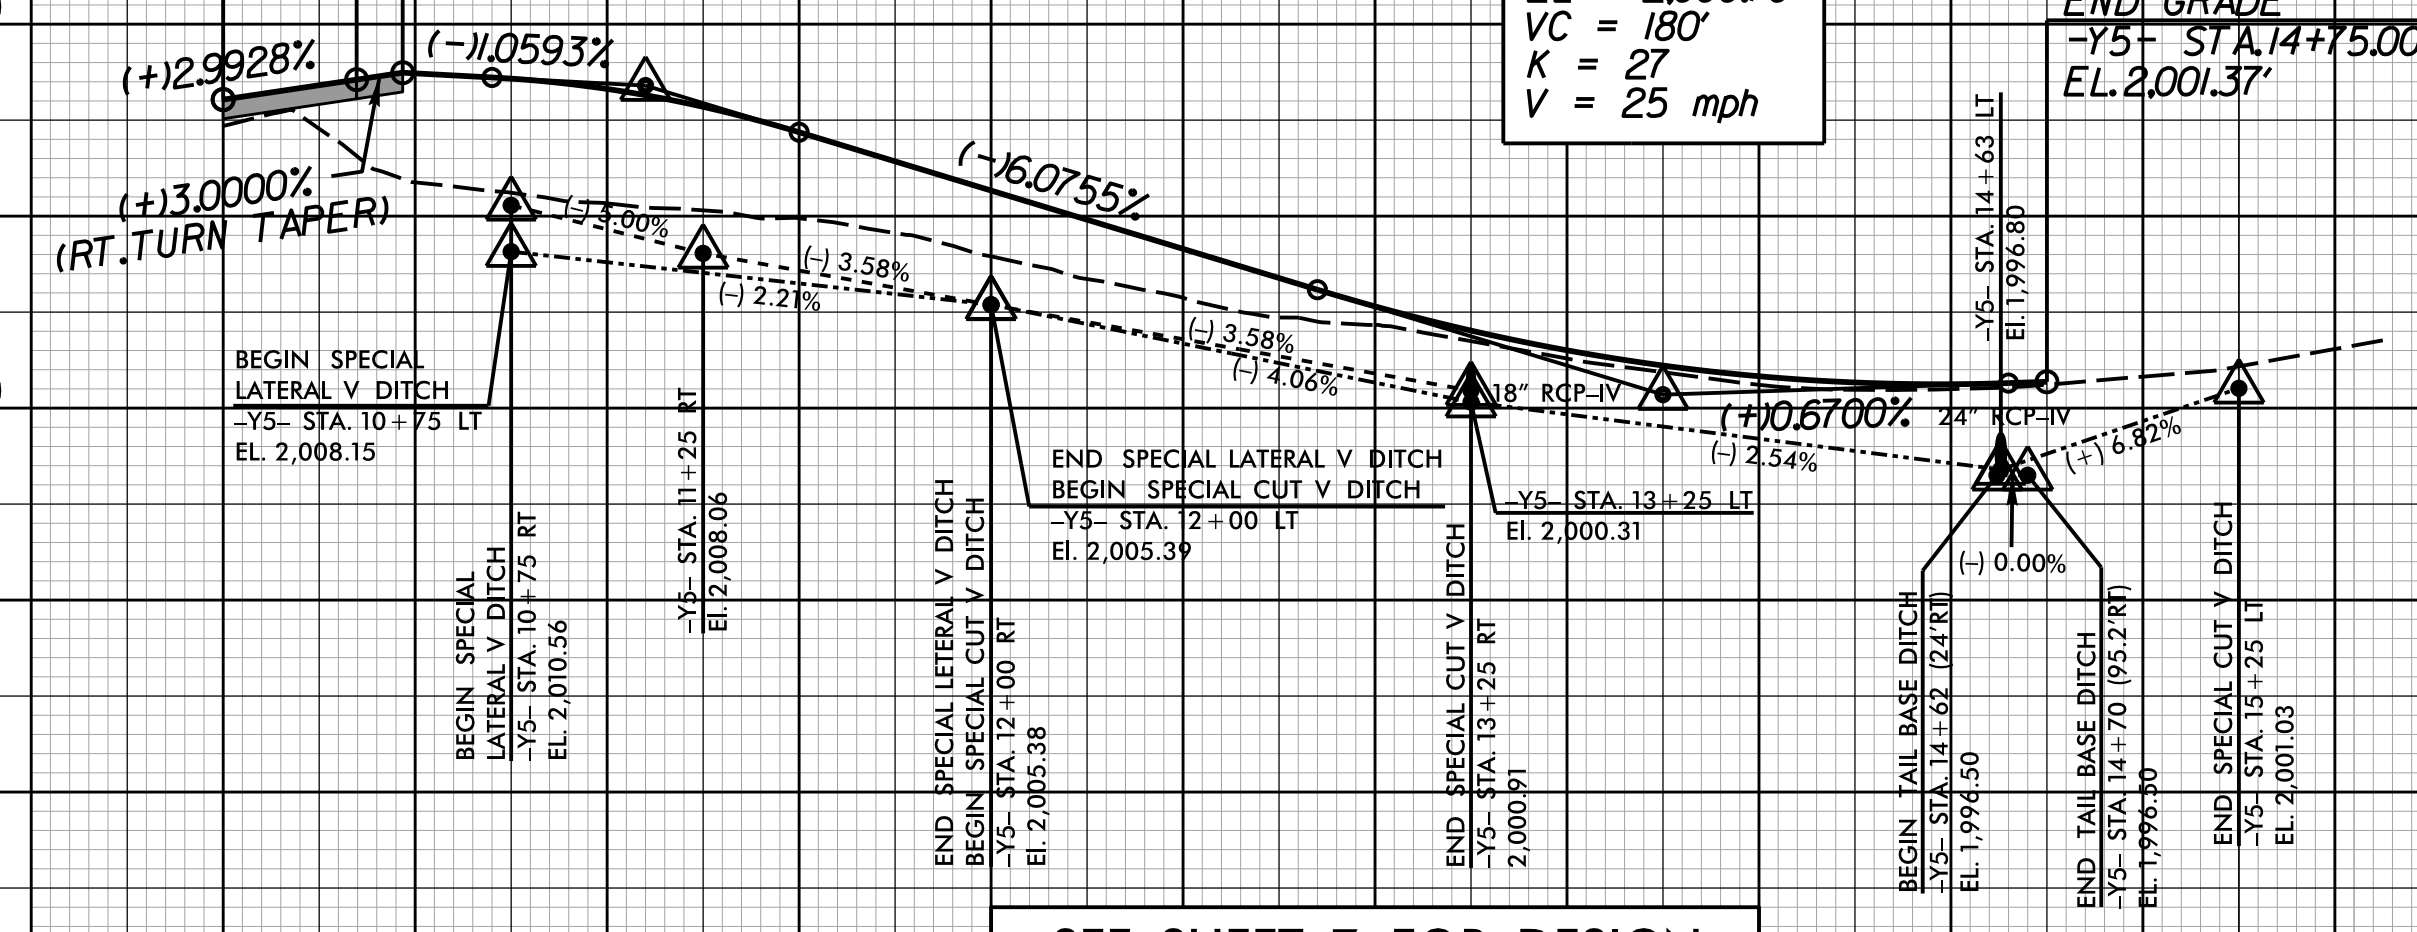 (+)2.9928%
(-)1.0593%
VC = 180'
K = 27
V = 25 mph
END GRADE
-Y5- STA.14+75.00
EL.2,001.37'
(+)3.0000%
(RT.TURN TAPER)
(-)6.0755%
(-) 5.00%
(-) 3.58%
(-) 2.21%
(-) 3.58%
(-) 4.06%
-Y5- STA. 14+63 LT
El. 1,996.80
BEGIN SPECIAL
LATERAL V DITCH
-Y5- STA. 10+75 LT
EL. 2,008.15
18" RCP-IV
(+)0.6700%
24" RCP-IV
(-) 2.54%
(+) 6.82%
END SPECIAL LATERAL V DITCH
BEGIN SPECIAL CUT V DITCH
-Y5- STA. 12+00 LT
El. 2,005.39
-Y5- STA. 13+25 LT
El. 2,000.31
(-) 0.00%
BEGIN SPECIAL
LATERAL V DITCH
-Y5- STA. 10+75 RT
EL. 2,010.56
-Y5- STA. 11+25 RT
El. 2,008.06
END SPECIAL LETERAL V DITCH
BEGIN SPECIAL CUT V DITCH
-Y5- STA. 12+00 RT
El. 2,005.38
END SPECIAL CUT V DITCH
-Y5- STA. 13+25 RT
2,000.91
BEGIN TAIL BASE DITCH
-Y5- STA. 14+62 (24'RT)
EL. 1,996.50
END TAIL BASE DITCH
-Y5- STA. 14+70 (95.2'RT)
EL. 1,996.50
END SPECIAL CUT V DITCH
-Y5- STA. 15+25 LT
EL. 2,001.03
SEE SHEET 7 FOR DESIGN